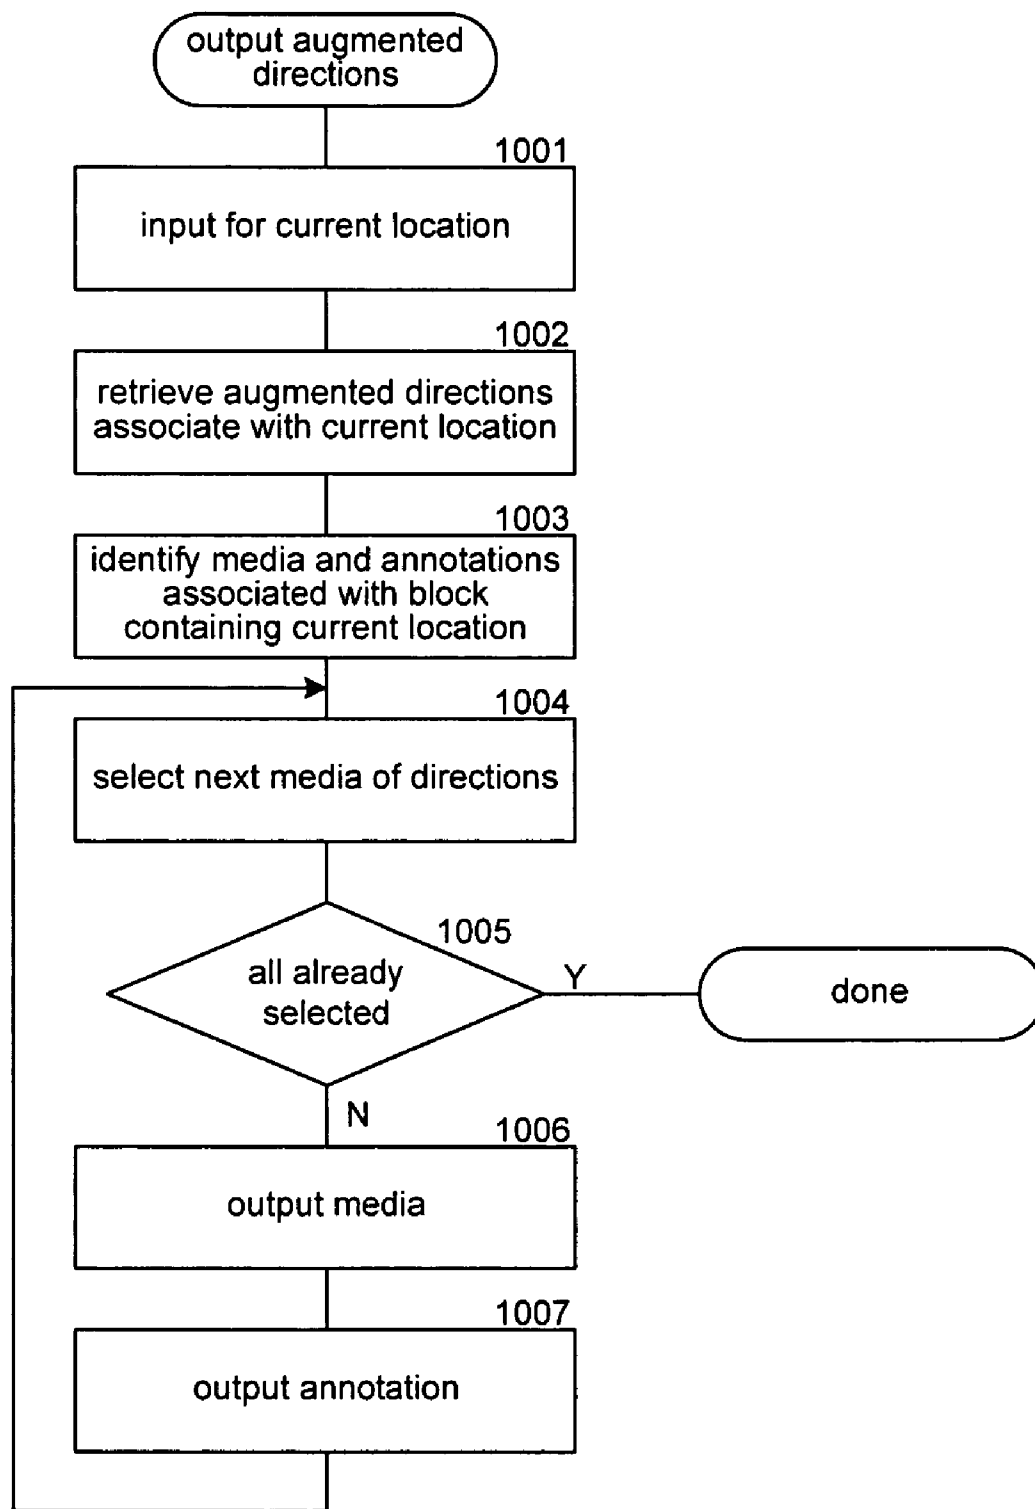 output augmented
directions
1001
input for current location
1002
retrieve augmented directions
associate with current location
1003
identify media and annotations
associated with block
containing current location
1004
select next media of directions
1005
all already
selected
Y
done
N
1006
output media
1007
output annotation